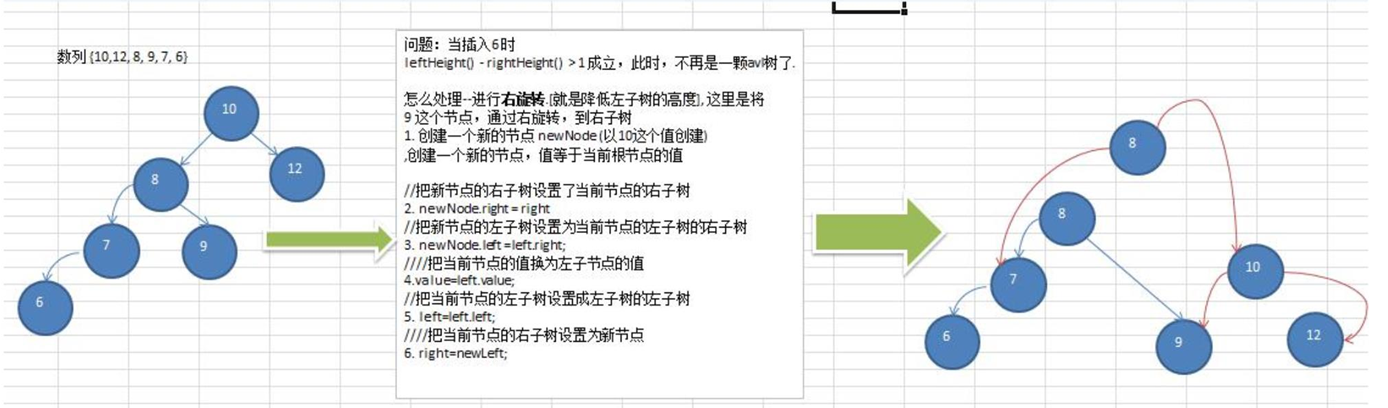 数列 {10,12, 8, 9, 7, 6}
10
12
8
7
9
6
问题：当插入6时
leftHeight() - rightHeight() > 1 成立，此时，不再是一颗avl树了.
怎么处理--进行右旋转.[就是降低左子树的高度], 这里是将
9 这个节点，通过右旋转，到右子树
1. 创建一个新的节点 newNode (以10这个值创建)
,创建一个新的节点，值等于当前根节点的值
//把新节点的右子树设置了当前节点的右子树
2. newNode.right = right
//把新节点的左子树设置为当前节点的左子树的右子树
3. newNode.left =left.right;
////把当前节点的值换为左子节点的值
4.value=left.value;
//把当前节点的左子树设置成左子树的左子树
5. left=left.left;
////把当前节点的右子树设置为新节点
6. right=newLeft;
8
8
7
10
6
9
12